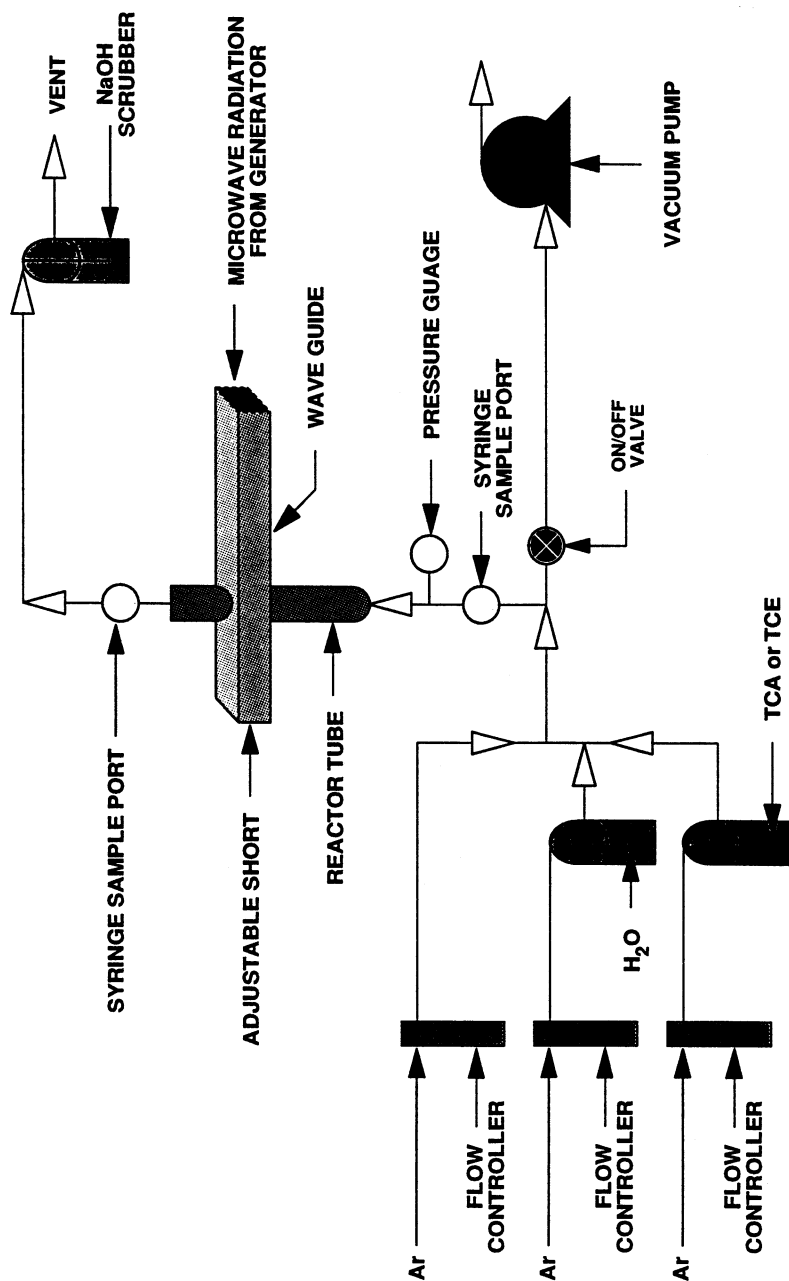 VENT
NaOH
SCRUBBER
MICROWAVE RADIATION
FROM GENERATOR
WAVE GUIDE
SYRINGE SAMPLE PORT
ADJUSTABLE SHORT
REACTOR TUBE
PRESSURE GUAGE
SYRINGE
SAMPLE PORT
VACUUM PUMP
ON/OFF
VALVE
Ar
FLOW
CONTROLLER
Ar
FLOW
CONTROLLER
H₂O
Ar
FLOW
CONTROLLER
TCA or TCE